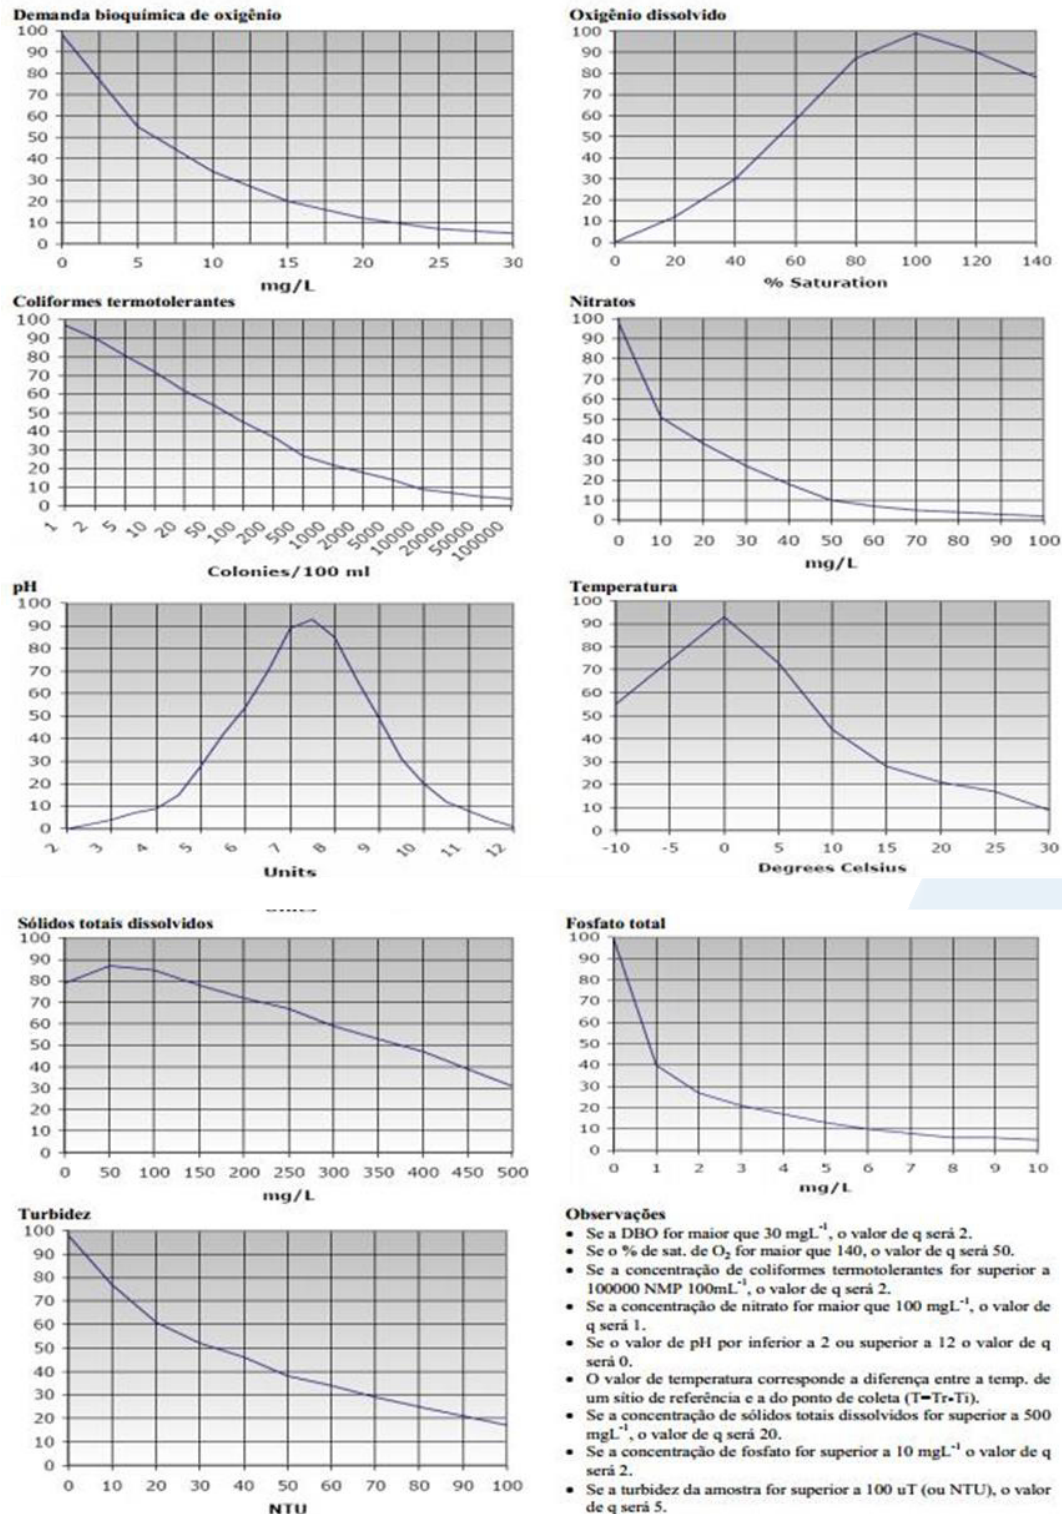 Demanda bioquímica de oxigênio
100
90
80
70
60
50
40
30
20
10
0
0 5 10 15 20 25 30
mg/L
Oxigênio dissolvido
100
90
80
70
60
50
40
30
20
10
0
0 20 40 60 80 100 120 140
% Saturation
Coliformes termotolerantes
100
90
80
70
60
50
40
30
20
10
0
1 2 5 10 20 50 100 200 500 1000 2000 5000 10000 20000 50000 100000
Colonies/100 ml
Nitratos
100
90
80
70
60
50
40
30
20
10
0
0 10 20 30 40 50 60 70 80 90 100
mg/L
pH
100
90
80
70
60
50
40
30
20
10
0
2 3 4 5 6 7 8 9 10 11 12
Units
Temperatura
100
90
80
70
60
50
40
30
20
10
0
-10 -5 0 5 10 15 20 25 30
Degrees Celsius
Sólidos totais dissolvidos
100
90
80
70
60
50
40
30
20
10
0
0 50 100 150 200 250 300 350 400 450 500
mg/L
Fosfato total
100
90
80
70
60
50
40
30
20
10
0
0 1 2 3 4 5 6 7 8 9 10
mg/L
Turbidez
100
90
80
70
60
50
40
30
20
10
0
0 10 20 30 40 50 60 70 80 90 100
NTU
Observações
• Se a DBO for maior que 30 mgL⁻¹, o valor de q será 2.
• Se o % de sat. de O₂ for maior que 140, o valor de q será 50.
• Se a concentração de coliformes termotolerantes for superior a
100000 NMP 100mL⁻¹, o valor de q será 2.
• Se a concentração de nitrato for maior que 100 mgL⁻¹, o valor de
q será 1.
• Se o valor de pH por inferior a 2 ou superior a 12 o valor de q
será 0.
• O valor de temperatura corresponde a diferença entre a temp. de
um sítio de referência e a do ponto de coleta (T=Tr-Ti).
• Se a concentração de sólidos totais dissolvidos for superior a 500
mgL⁻¹, o valor de q será 20.
• Se a concentração de fosfato for superior a 10 mgL⁻¹ o valor de q
será 2.
• Se a turbidez da amostra for superior a 100 uT (ou NTU), o valor
de q será 5.